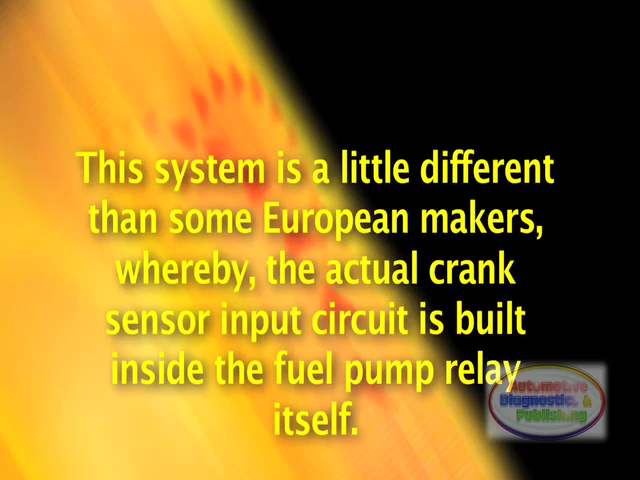 This system is a little different
than some European makers,
whereby, the actual crank
sensor input circuit is built
inside the fuel pump relay
itself.
Automotive
Diagnostics &
Publishing